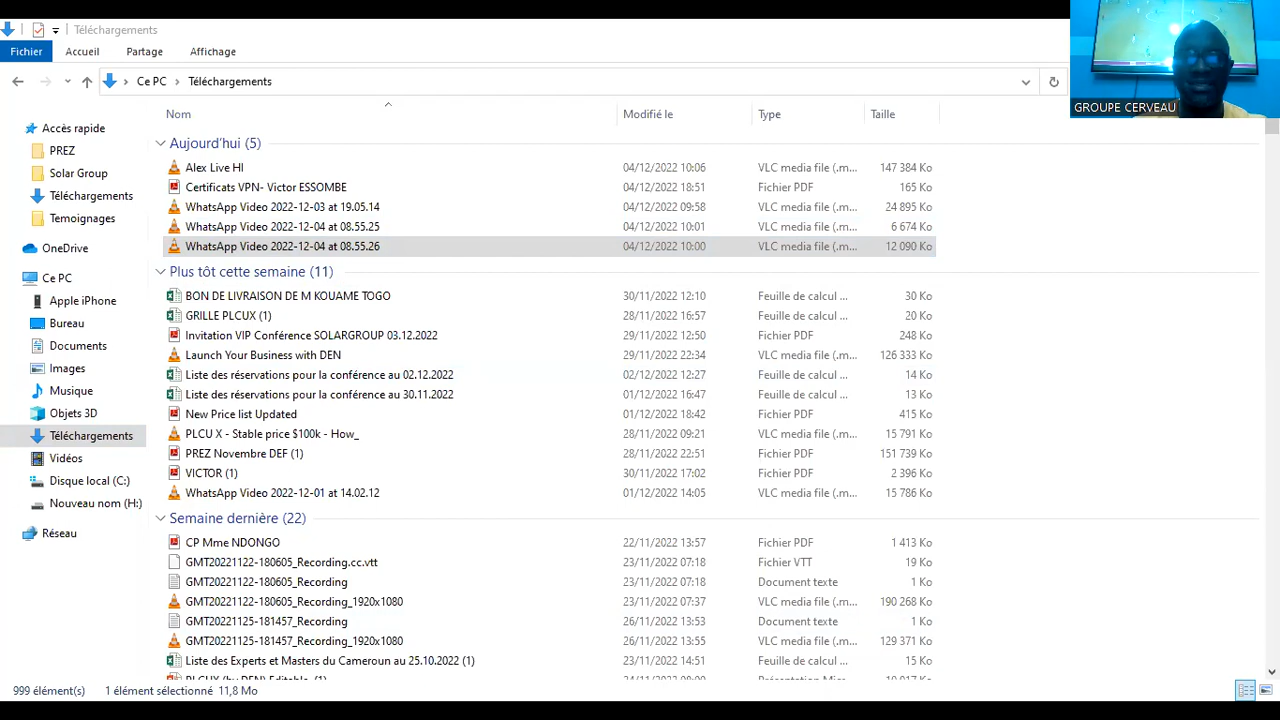 Téléchargements
Fichier Accueil Partage Affichage
Ce PC Téléchargements
GROUPE CERVEAU
Nom Modifié le Type Taille
Accès rapide
PREZ
Solar Group
Téléchargements
Temoignages
OneDrive
Ce PC
Apple iPhone
Bureau
Documents
Images
Musique
Objets 3D
Téléchargements
Vidéos
Disque local (C:)
Nouveau nom (H:)
Réseau
Aujourd'hui (5)
Alex Live HI 04/12/2022 10:06 VLC media file (.m... 147 384 Ko
Certificats VPN- Victor ESSOMBE 04/12/2022 18:51 Fichier PDF 165 Ko
WhatsApp Video 2022-12-03 at 19.05.14 04/12/2022 09:58 VLC media file (.m... 24 895 Ko
WhatsApp Video 2022-12-04 at 08.55.25 04/12/2022 10:01 VLC media file (.m... 6 674 Ko
WhatsApp Video 2022-12-04 at 08.55.26 04/12/2022 10:00 VLC media file (.m... 12 090 Ko
Plus tôt cette semaine (11)
BON DE LIVRAISON DE M KOUAME TOGO 30/11/2022 12:10 Feuille de calcul ... 30 Ko
GRILLE PLCUX (1) 28/11/2022 16:57 Feuille de calcul ... 20 Ko
Invitation VIP Conférence SOLARGROUP 03.12.2022 29/11/2022 12:50 Fichier PDF 248 Ko
Launch Your Business with DEN 29/11/2022 22:34 VLC media file (.m... 126 333 Ko
Liste des réservations pour la conférence au 02.12.2022 02/12/2022 12:27 Feuille de calcul ... 14 Ko
Liste des réservations pour la conférence au 30.11.2022 01/12/2022 16:47 Feuille de calcul ... 13 Ko
New Price list Updated 01/12/2022 18:42 Fichier PDF 415 Ko
PLCU X - Stable price $100k - How_ 28/11/2022 09:21 VLC media file (.m... 15 791 Ko
PREZ Novembre DEF (1) 28/11/2022 22:51 Fichier PDF 151 739 Ko
VICTOR (1) 30/11/2022 17:02 Fichier PDF 2 396 Ko
WhatsApp Video 2022-12-01 at 14.02.12 01/12/2022 14:05 VLC media file (.m... 15 786 Ko
Semaine dernière (22)
CP Mme NDONGO 22/11/2022 13:57 Fichier PDF 1 413 Ko
GMT20221122-180605_Recording.cc.vtt 23/11/2022 07:18 Fichier VTT 19 Ko
GMT20221122-180605_Recording 23/11/2022 07:18 Document texte 1 Ko
GMT20221122-180605_Recording_1920x1080 23/11/2022 07:37 VLC media file (.m... 190 268 Ko
GMT20221125-181457_Recording 26/11/2022 13:53 Document texte 1 Ko
GMT20221125-181457_Recording_1920x1080 26/11/2022 13:55 VLC media file (.m... 129 371 Ko
Liste des Experts et Masters du Cameroun au 25.10.2022 (1) 23/11/2022 14:51 Feuille de calcul ... 15 Ko
999 élément(s) 1 élément sélectionné 11,8 Mo